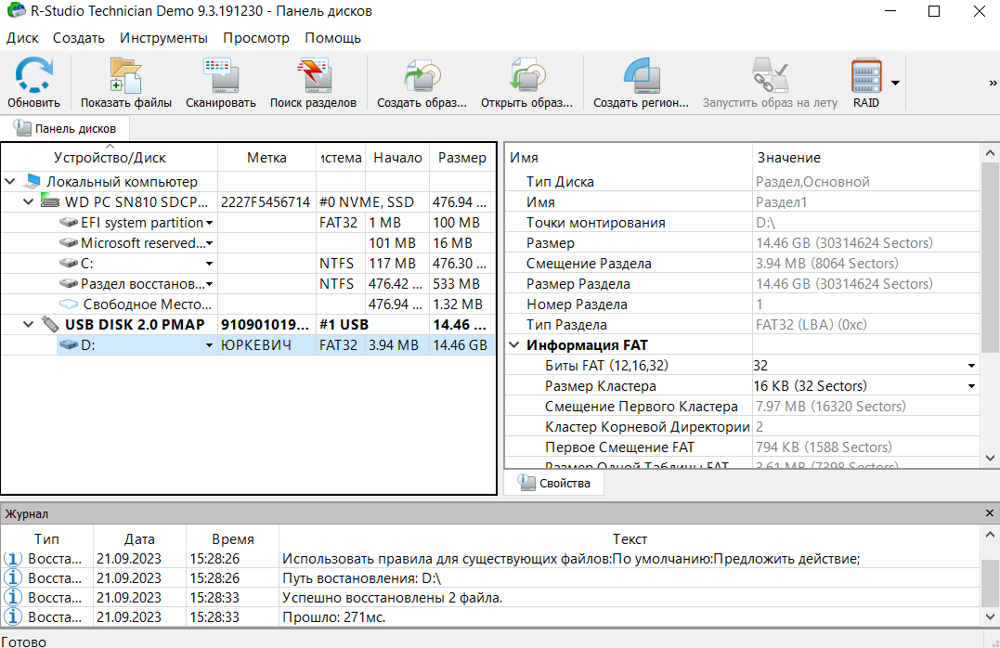 R-Studio Technician Demo 9.3.191230 - Панель дисков
Диск Создать Инструменты Просмотр Помощь
Обновить Показать файлы Сканировать Поиск разделов Создать образ... Открыть образ... Создать регион... Запустить образ на лету RAID »
Панель дисков
Устройство/Диск Метка істема Начало Размер
Локальный компьютер
WD PC SN810 SDCP... 2227F5456714 #0 NVME, SSD 476.94 ...
EFI system partition FAT32 1 MB 100 MB
Microsoft reserved... 101 MB 16 MB
C: NTFS 117 MB 476.30 ...
Раздел восстанов... NTFS 476.42 ... 533 MB
Свободное Место... 476.94 ... 1.32 MB
USB DISK 2.0 PMAP 910901019... #1 USB 14.46 ...
D: ЮРКЕВИЧ FAT32 3.94 MB 14.46 GB
Имя Значение
Тип Диска Раздел,Основной
Имя Раздел1
Точки монтирования D:\
Размер 14.46 GB (30314624 Sectors)
Смещение Раздела 3.94 MB (8064 Sectors)
Размер Раздела 14.46 GB (30314624 Sectors)
Номер Раздела 1
Тип Раздела FAT32 (LBA) (0xc)
Информация FAT
Биты FAT (12,16,32) 32
Размер Кластера 16 KB (32 Sectors)
Смещение Первого Кластера 7.97 MB (16320 Sectors)
Кластер Корневой Директории 2
Первое Смещение FAT 794 KB (1588 Sectors)
Размер Одной Таблицы FAT 3.61 MB (7398 Sectors)
Свойства
Журнал
Тип Дата Время Текст
Восста... 21.09.2023 15:28:26 Использовать правила для существующих файлов:По умолчанию:Предложить действие;
Восста... 21.09.2023 15:28:26 Путь востановления: D:\
Восста... 21.09.2023 15:28:33 Успешно восстановлены 2 файла.
Восста... 21.09.2023 15:28:33 Прошло: 271мс.
Готово